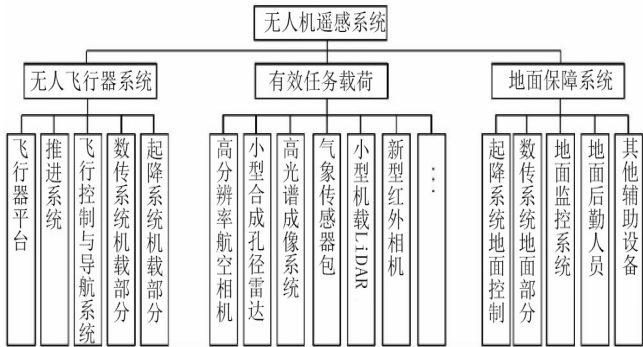 无人机遥感系统
无人飞行器系统
有效任务载荷
地面保障系统
飞行器平台
推进系统
飞行控制与导航系统
数传系统机载部分
起降系统机载部分
高分辨率航空相机
小型合成孔径雷达
高光谱成像系统
气象传感器包
小型机载LiDAR
新型红外相机
...
起降系统地面控制
数传系统地面部分
地面监控系统
地面后勤人员
其他辅助设备